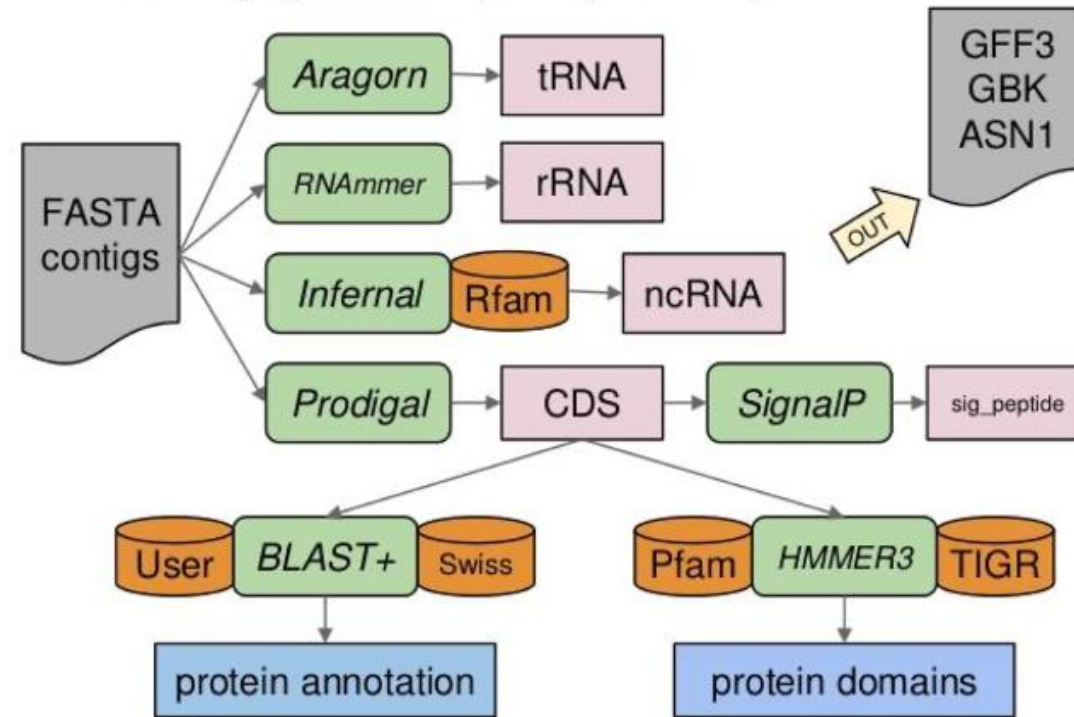 Aragorn
tRNA
GFF3
GBK
ASN1
FASTA
contigs
RNAmmer
rRNA
OUT
Infernal
Rfam
ncRNA
Prodigal
CDS
SignalP
sig_peptide
User
BLAST+
Swiss
Pfam
HMMER3
TIGR
protein annotation
protein domains